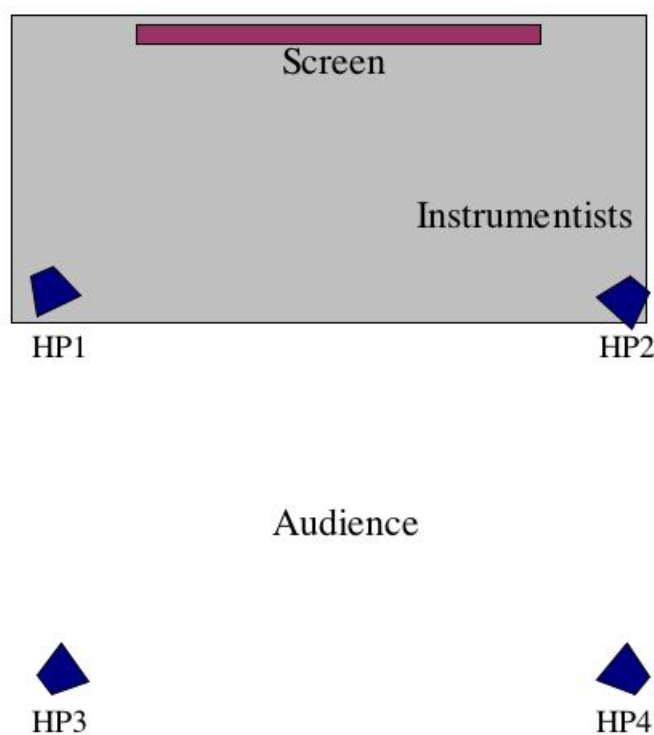 Screen
Instrumentists
HP1
HP2
Audience
HP3
HP4